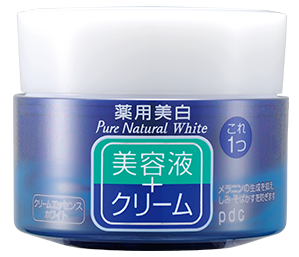 薬用美白
Pure Natural White
これ
1つ
美容液
+
クリーム
クリームエッセンス
ホワイト
メラニンの生成を抑え
しみ・そばかすを防ぎます
pdc